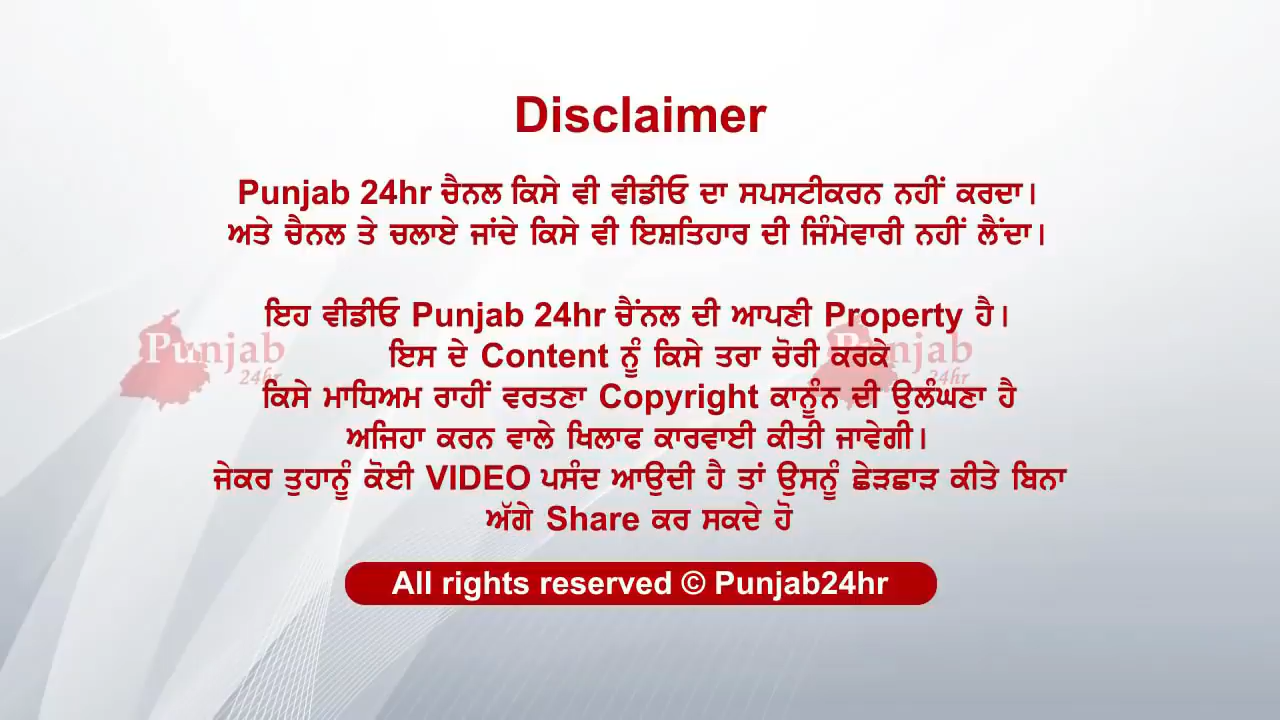 Disclaimer
Punjab 24hr ਚੈਨਲ ਕਿਸੇ ਵੀ ਵੀਡੀਓ ਦਾ ਸਪਸਟੀਕਰਨ ਨਹੀਂ ਕਰਦਾ।
ਅਤੇ ਚੈਨਲ ਤੇ ਚਲਾਏ ਜਾਂਦੇ ਕਿਸੇ ਵੀ ਇਸ਼ਤਿਹਾਰ ਦੀ ਜਿੰਮੇਵਾਰੀ ਨਹੀਂ ਲੈਂਦਾ।
ਇਹ ਵੀਡੀਓ Punjab 24hr ਚੈਂਨਲ ਦੀ ਆਪਣੀ Property ਹੈ।
ਇਸ ਦੇ Content ਨੂੰ ਕਿਸੇ ਤਰਾ ਚੋਰੀ ਕਰਕੇ
ਕਿਸੇ ਮਾਧਿਅਮ ਰਾਹੀਂ ਵਰਤਣਾ Copyright ਕਾਨੂੰਨ ਦੀ ਉਲੰਘਣਾ ਹੈ
ਅਜਿਹਾ ਕਰਨ ਵਾਲੇ ਖਿਲਾਫ ਕਾਰਵਾਈ ਕੀਤੀ ਜਾਵੇਗੀ।
ਜੇਕਰ ਤੁਹਾਨੂੰ ਕੋਈ VIDEO ਪਸੰਦ ਆਉਦੀ ਹੈ ਤਾਂ ਉਸਨੂੰ ਛੇੜਛਾੜ ਕੀਤੇ ਬਿਨਾ
ਅੱਗੇ Share ਕਰ ਸਕਦੇ ਹੋ
All rights reserved © Punjab24hr
Punjab
24hr
Punjab
24hr